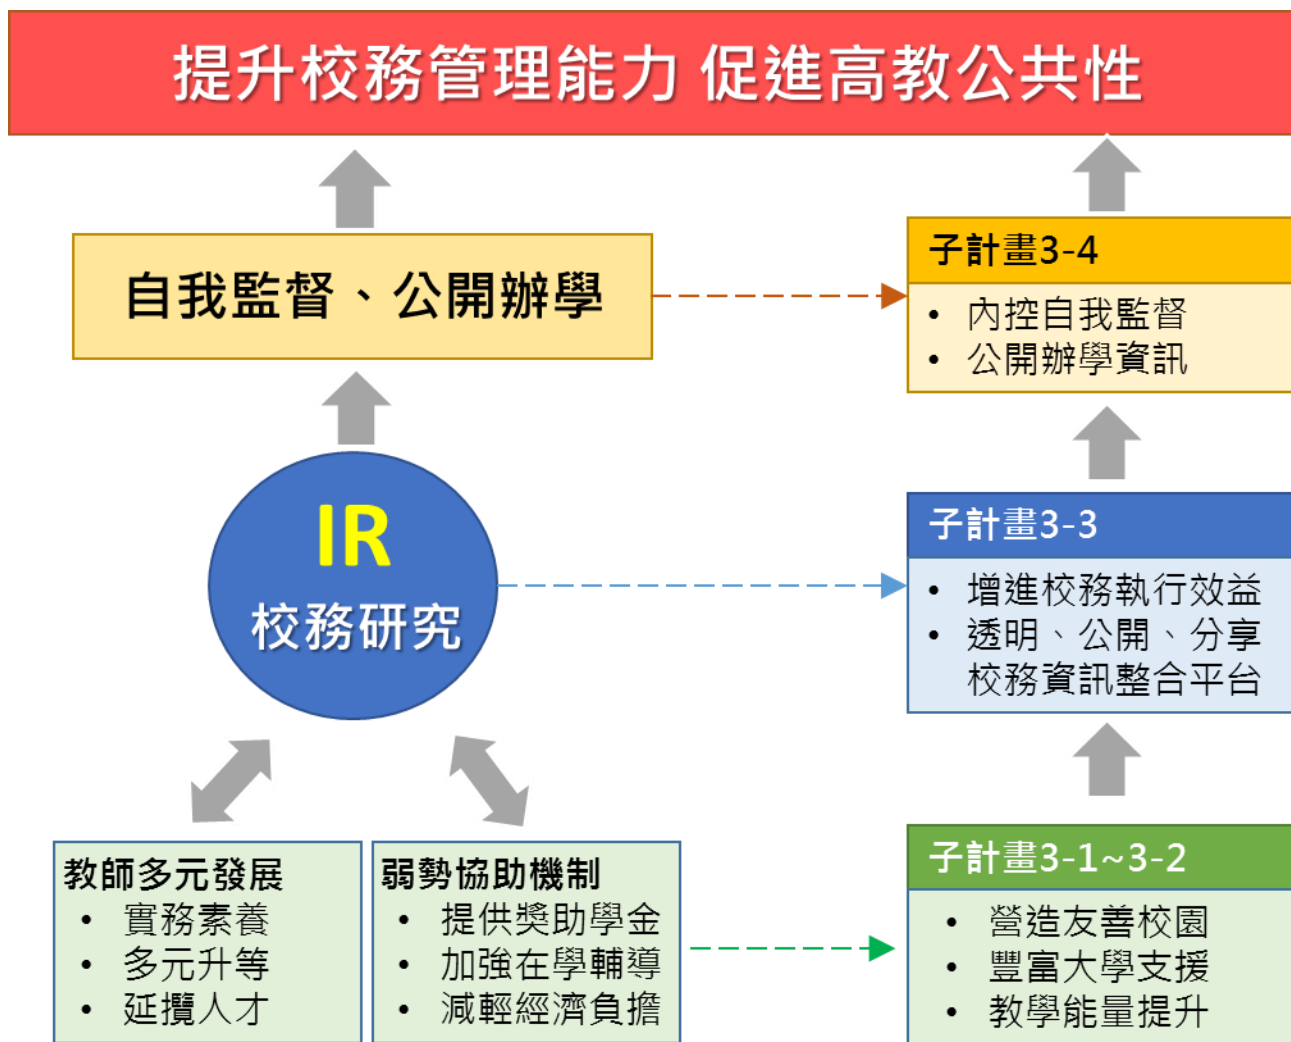 提升校務管理能力 促進高教公共性
自我監督、公開辦學
子計畫3-4
• 內控自我監督
• 公開辦學資訊
IR
校務研究
子計畫3-3
• 增進校務執行效益
• 透明、公開、分享
校務資訊整合平台
教師多元發展
• 實務素養
• 多元升等
• 延攬人才
弱勢協助機制
• 提供獎助學金
• 加強在學輔導
• 減輕經濟負擔
子計畫3-1~3-2
• 營造友善校園
• 豐富大學支援
• 教學能量提升